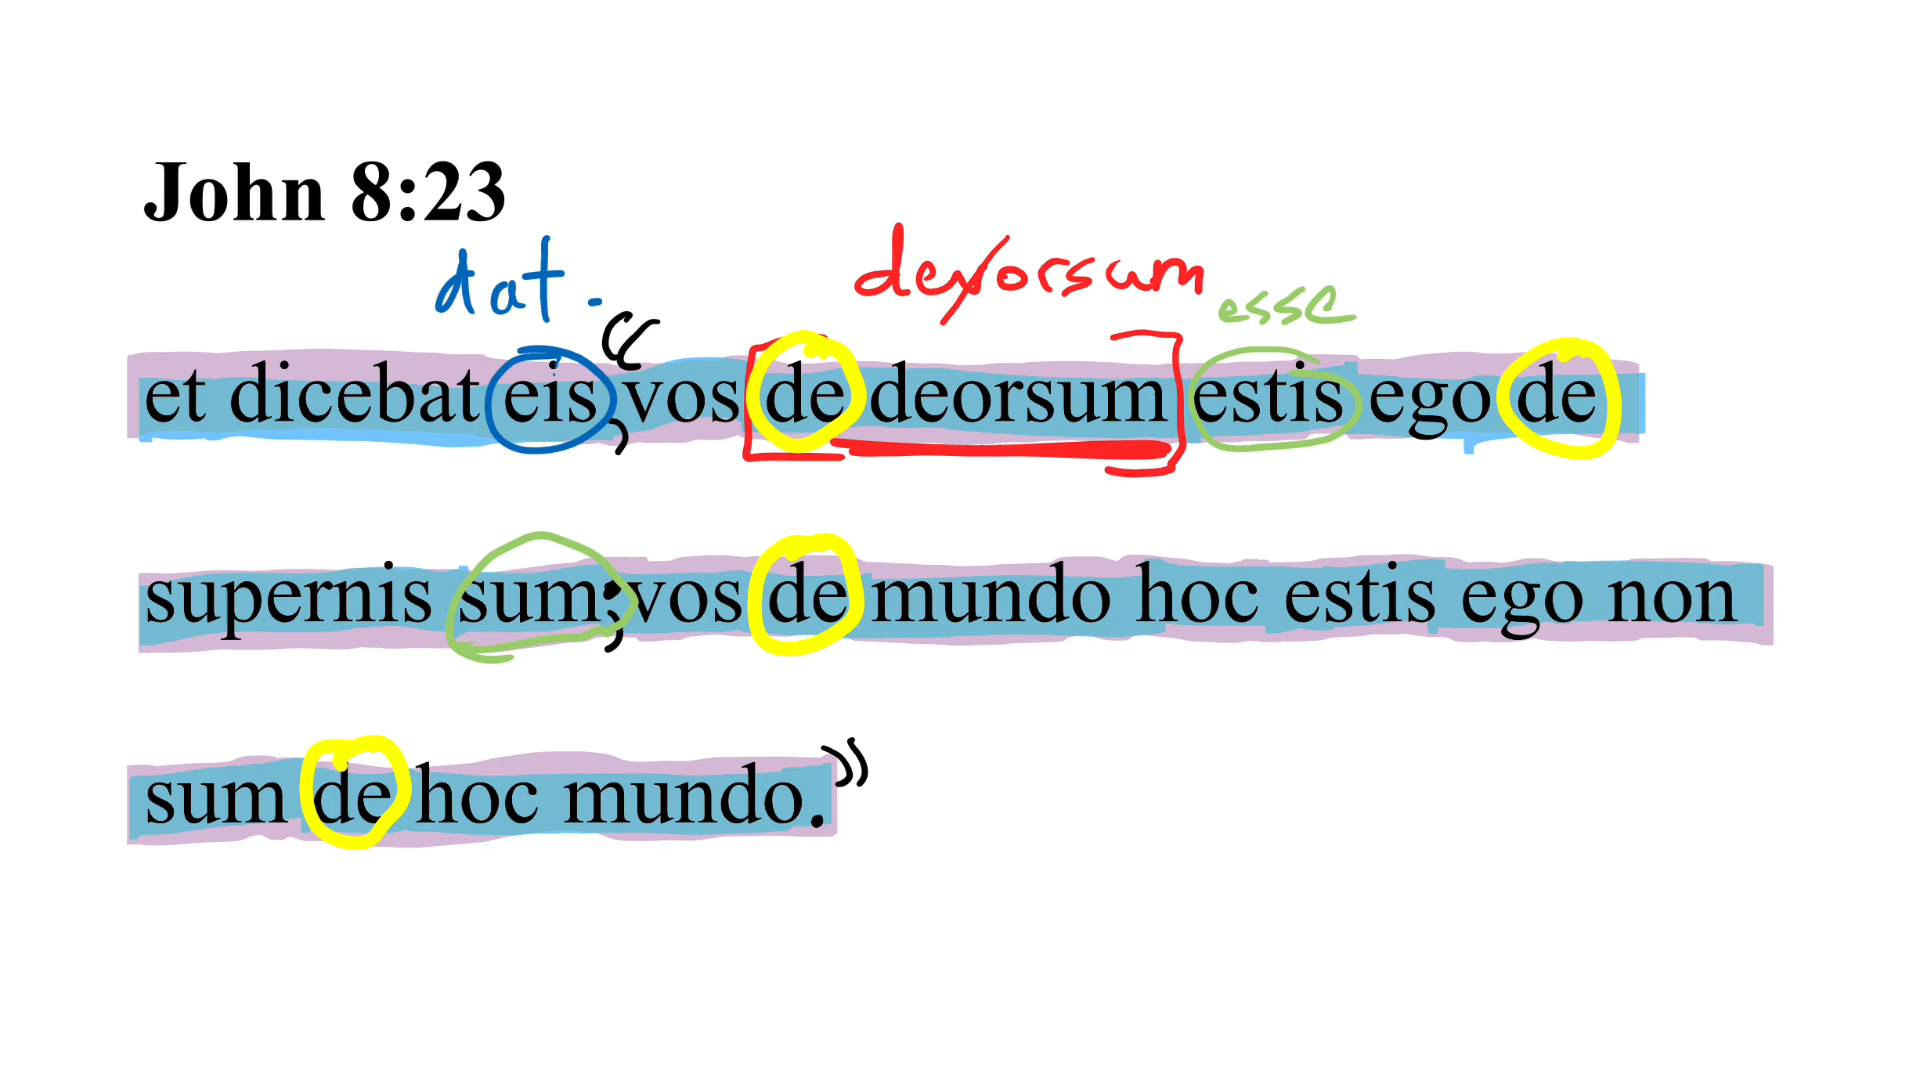 John 8:23
dat. deorsum esse
et dicebat eis, “vos de deorsum estis ego de
supernis sum; vos de mundo hoc estis ego non
sum de hoc mundo.”